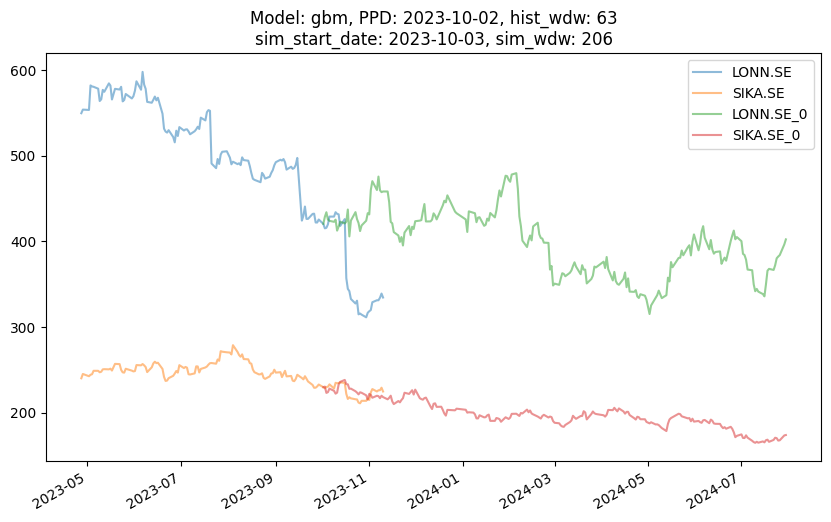 Model: gbm, PPD: 2023-10-02, hist_wdw: 63
sim_start_date: 2023-10-03, sim_wdw: 206
600
500
400
300
200
LONN.SE
SIKA.SE
LONN.SE_0
SIKA.SE_0
2023-05
2023-07
2023-09
2023-11
2024-01
2024-03
2024-05
2024-07